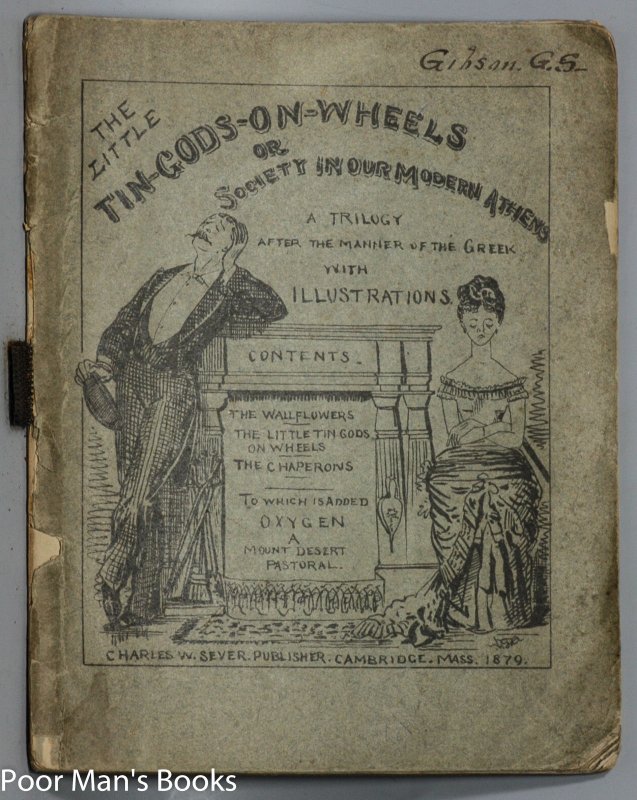 Gibson. G.S.
THE
LITTLE
TIN-GODS-ON-WHEELS
OR
SOCIETY IN OUR MODERN ATHENS
A TRILOGY
AFTER THE MANNER OF THE GREEK
WITH
ILLUSTRATIONS.
CONTENTS.
THE WALLFLOWERS
THE LITTLE TIN GODS
ON WHEELS
THE CHAPERONS
TO WHICH IS ADDED
OXYGEN
A
MOUNT DESERT
PASTORAL.
CHARLES W. SEVER. PUBLISHER. CAMBRIDGE. MASS. 1879.
Poor Man's Books